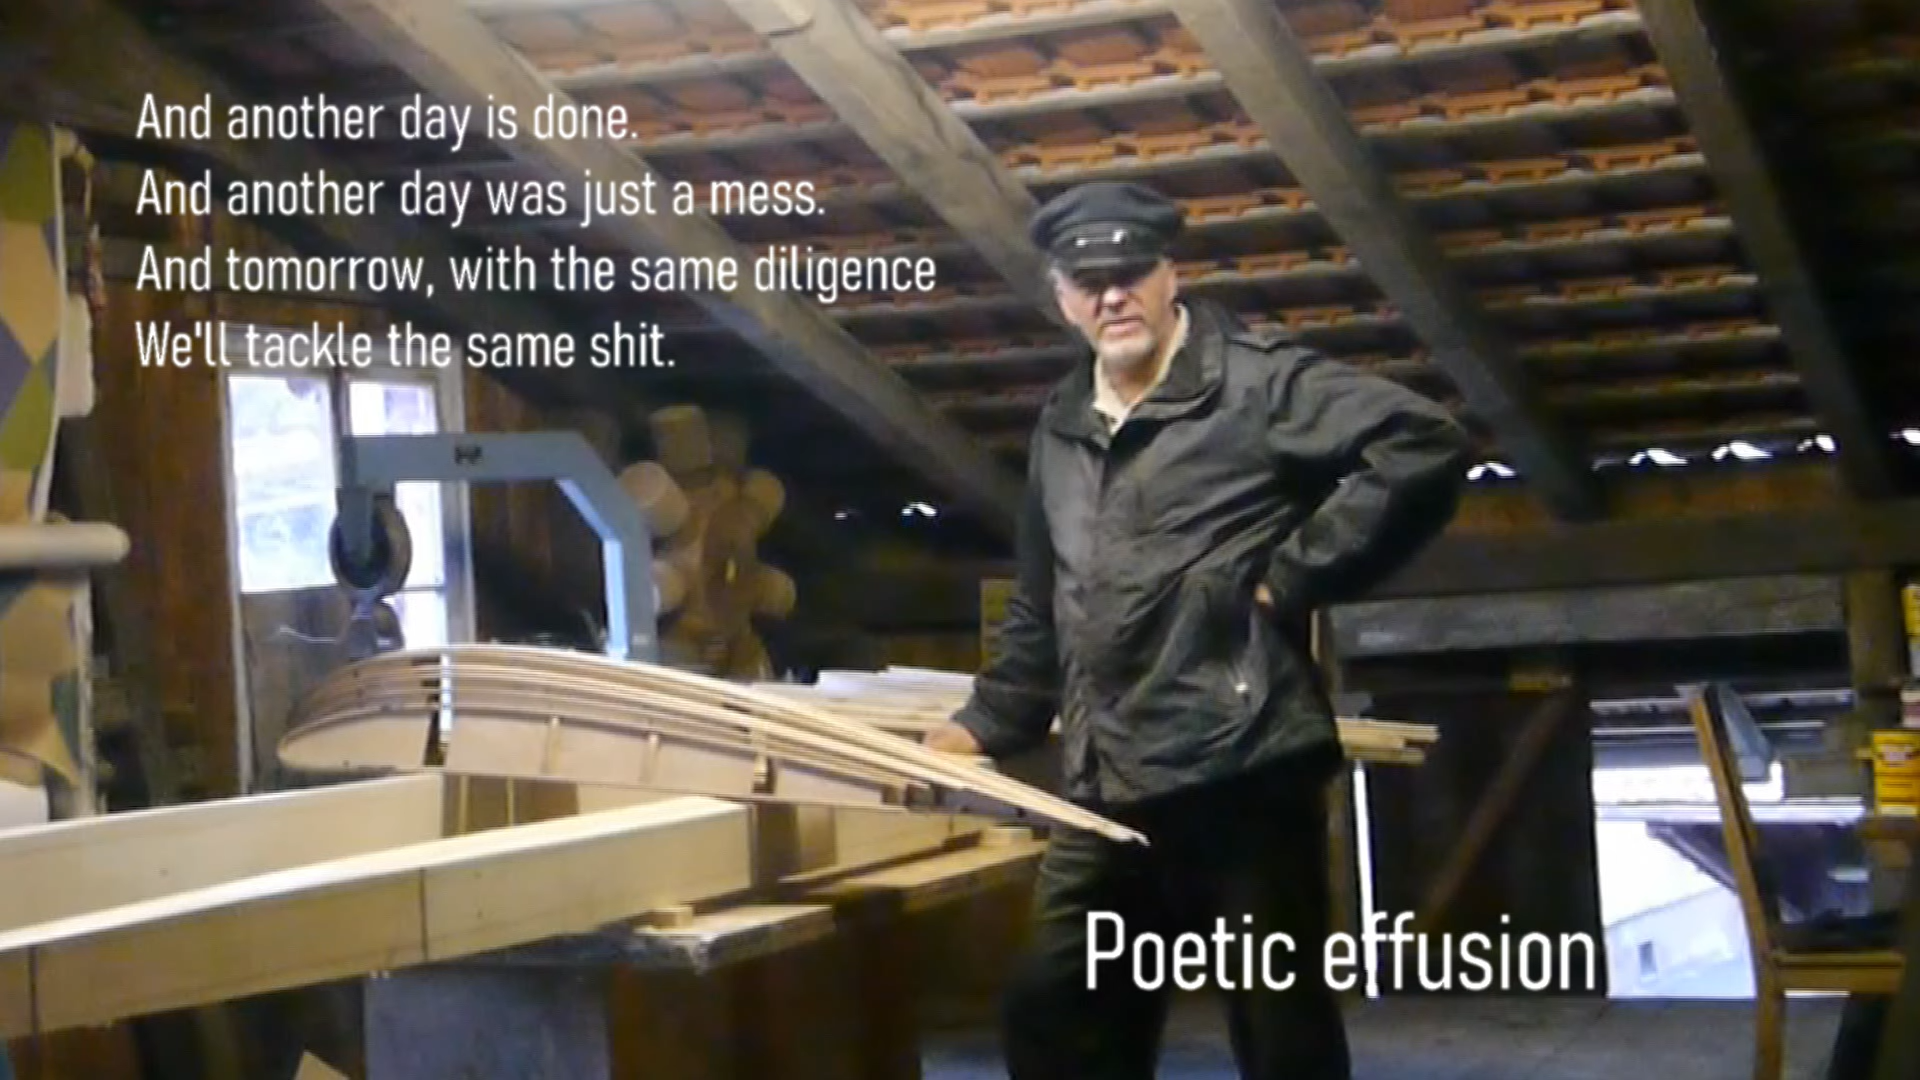 And another day is done.
And another day was just a mess.
And tomorrow, with the same diligence
We'll tackle the same shit.
Poetic effusion